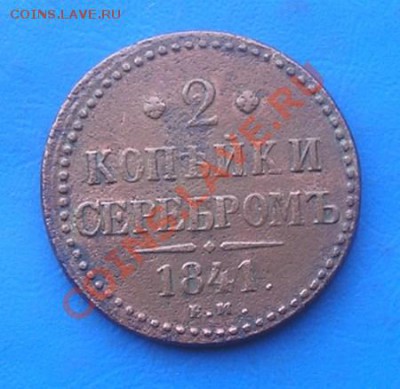 COINS.LAVE.RU
2
КОПѢЙКИ
СЕРЕБРОМЪ
1841.
Е.М.
COINS.LAVE.RU